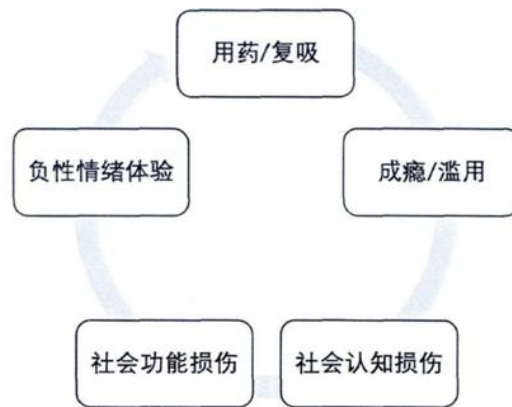 用药/复吸
负性情绪体验
成瘾/滥用
社会功能损伤
社会认知损伤